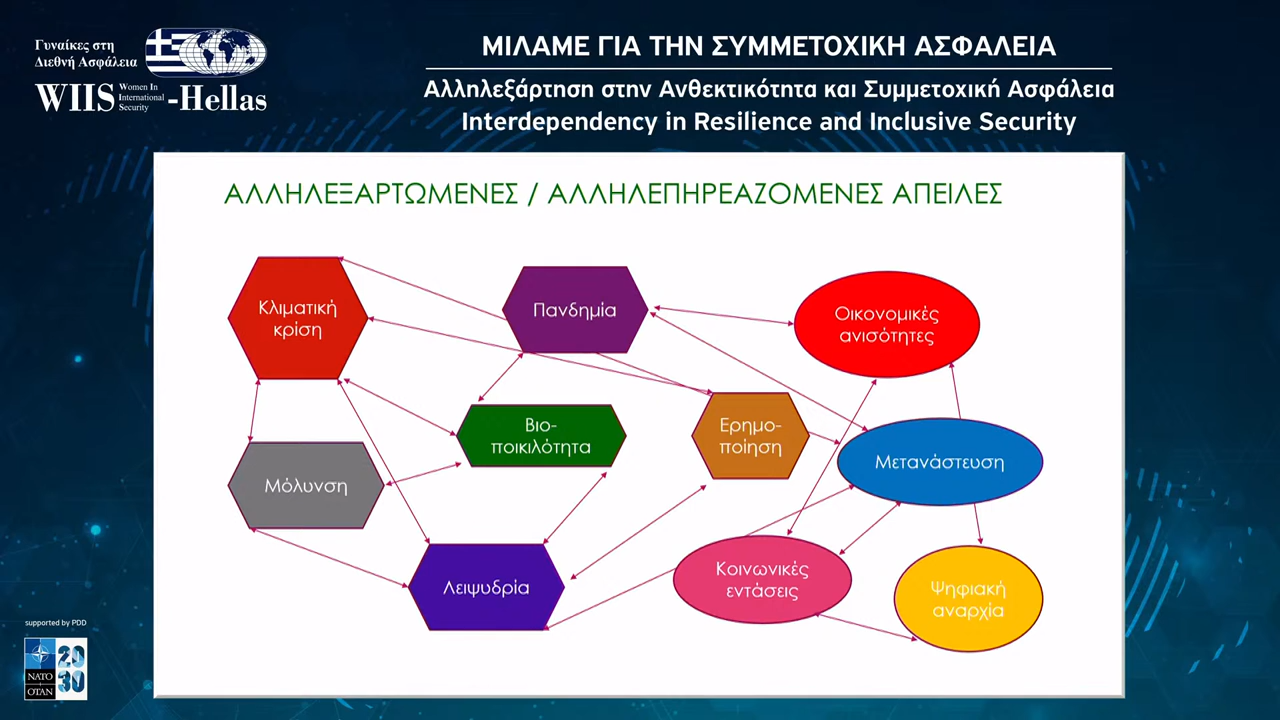 Γυναίκες στη
Διεθνή Ασφάλεια
WIIS Women In International Security -Hellas
ΜΙΛΑΜΕ ΓΙΑ ΤΗΝ ΣΥΜΜΕΤΟΧΙΚΗ ΑΣΦΑΛΕΙΑ
Αλληλεξάρτηση στην Ανθεκτικότητα και Συμμετοχική Ασφάλεια
Interdependency in Resilience and Inclusive Security
ΑΛΛΗΛΕΞΑΡΤΩΜΕΝΕΣ / ΑΛΛΗΛΕΠΗΡΕΑΖΟΜΕΝΕΣ ΑΠΕΙΛΕΣ
Κλιματική
κρίση
Πανδημία
Οικονομικές
ανισότητες
Βιο-
ποικιλότητα
Ερημο-
ποίηση
Μετανάστευση
Μόλυνση
Λειψυδρία
Κοινωνικές
εντάσεις
Ψηφιακή
αναρχία
supported by PDD
NATO
OTAN
20
30